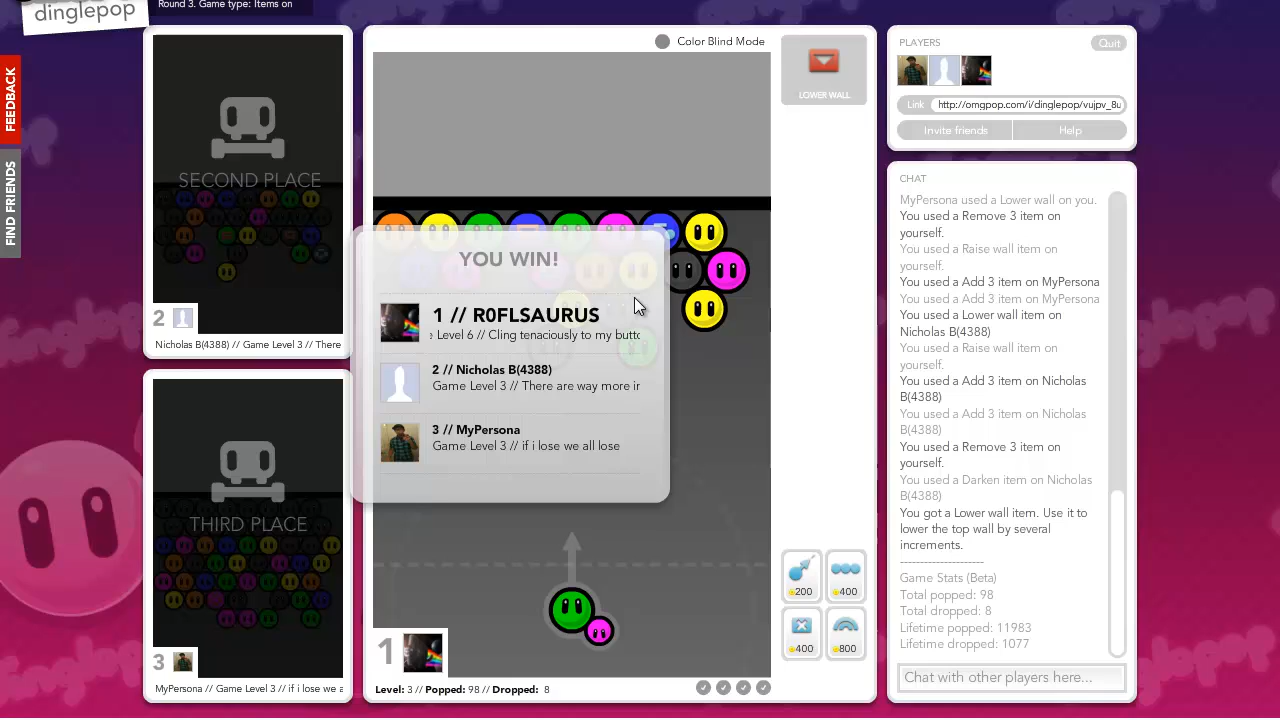 dinglepop
Round 3. Game type: Items on
FEEDBACK
FIND FRIENDS
SECOND PLACE
2
Nicholas B(4388) // Game Level 3 // There
THIRD PLACE
3
MyPersona // Game Level 3 // if i lose we a
Color Blind Mode
LOWER WALL
YOU WIN!
1 // R0FLSAURUS
Level 6 // Cling tenaciously to my butto
2 // Nicholas B(4388)
Game Level 3 // There are way more in
3 // MyPersona
Game Level 3 // if i lose we all lose
200
400
400
800
1
Level: 3 // Popped: 98 // Dropped: 8
PLAYERS
Quit
Link
http://omgpop.com/i/dinglepop/vujpv_8u
Invite friends
Help
CHAT
MyPersona used a Lower wall on you.
You used a Remove 3 item on
yourself.
You used a Raise wall item on
yourself.
You used a Add 3 item on MyPersona
You used a Add 3 item on MyPersona
You used a Lower wall item on
Nicholas B(4388)
You used a Raise wall item on
yourself.
You used a Add 3 item on Nicholas
B(4388)
You used a Add 3 item on Nicholas
B(4388)
You used a Remove 3 item on
yourself.
You used a Darken item on Nicholas
B(4388)
You got a Lower wall item. Use it to
lower the top wall by several
increments.
---------------------
Game Stats (Beta)
Total popped: 98
Total dropped: 8
Lifetime popped: 11983
Lifetime dropped: 1077
Chat with other players here...